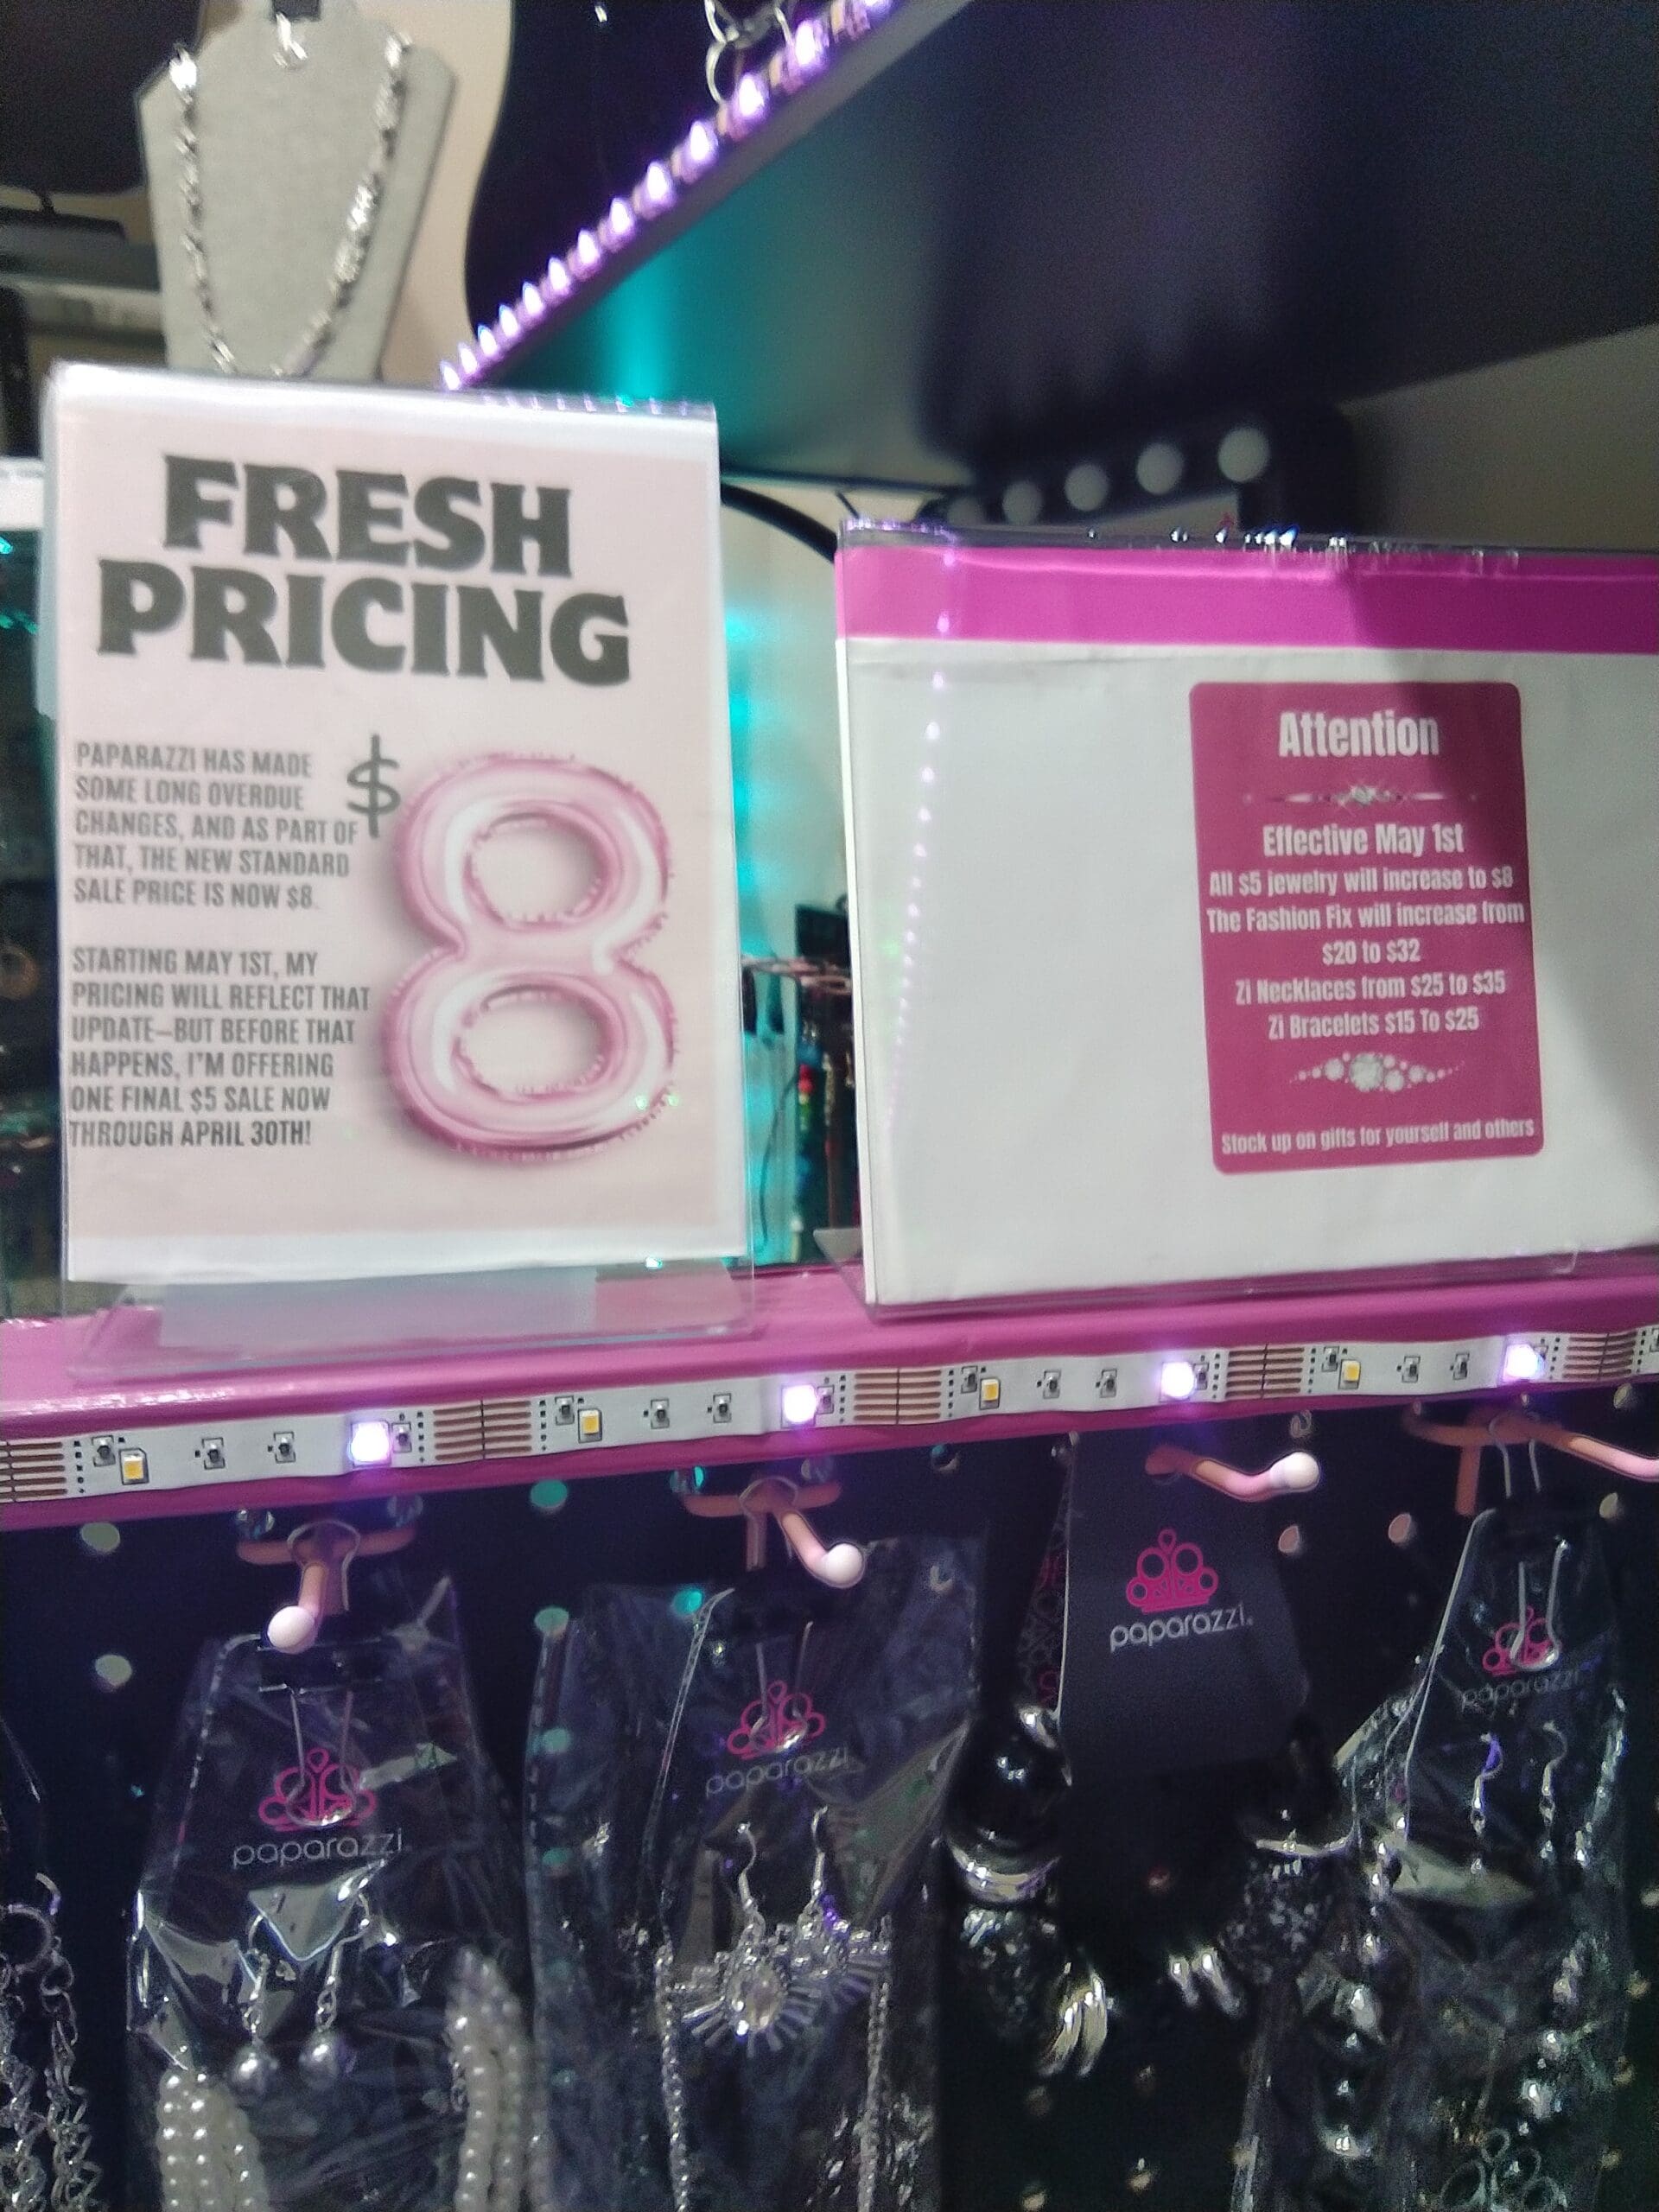 FRESH
PRICING
PAPARAZZI HAS MADE
SOME LONG OVERDUE
CHANGES, AND AS PART OF
THAT, THE NEW STANDARD
SALE PRICE IS NOW $8.
STARTING MAY 1ST, MY
PRICING WILL REFLECT THAT
UPDATE—BUT BEFORE THAT
HAPPENS, I'M OFFERING
ONE FINAL $5 SALE NOW
THROUGH APRIL 30TH!
$8
Attention
Effective May 1st
All $5 jewelry will increase to $8
The Fashion Fix will increase from
$20 to $32
Zi Necklaces from $25 to $35
Zi Bracelets $15 To $25
Stock up on gifts for yourself and others
paparazzi
paparazzi
paparazzi
paparazzi